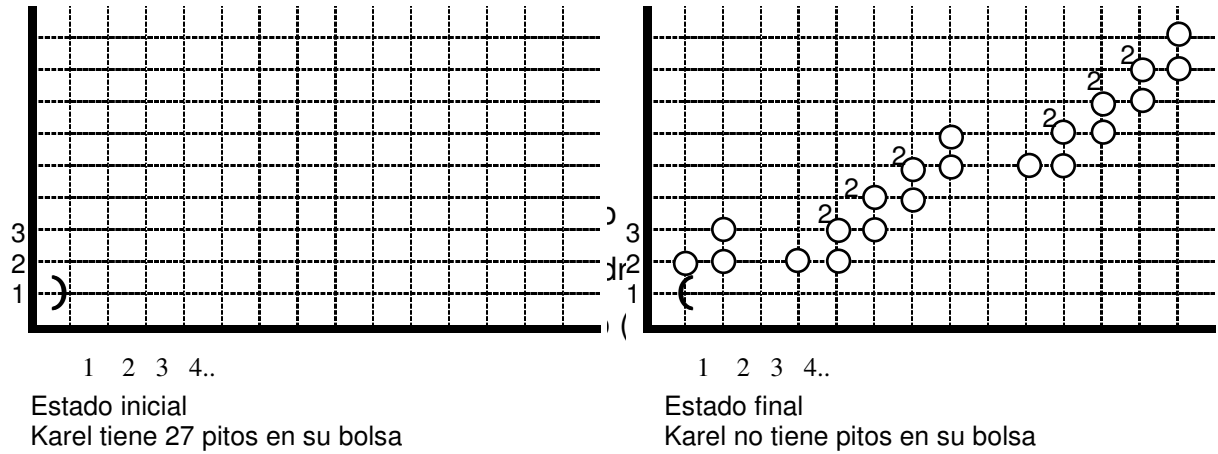 2
2
2
2
2
2
3
2
1
3
2
1
1 2 3 4..
1 2 3 4..
Estado inicial
Karel tiene 27 pitos en su bolsa
Estado final
Karel no tiene pitos en su bolsa